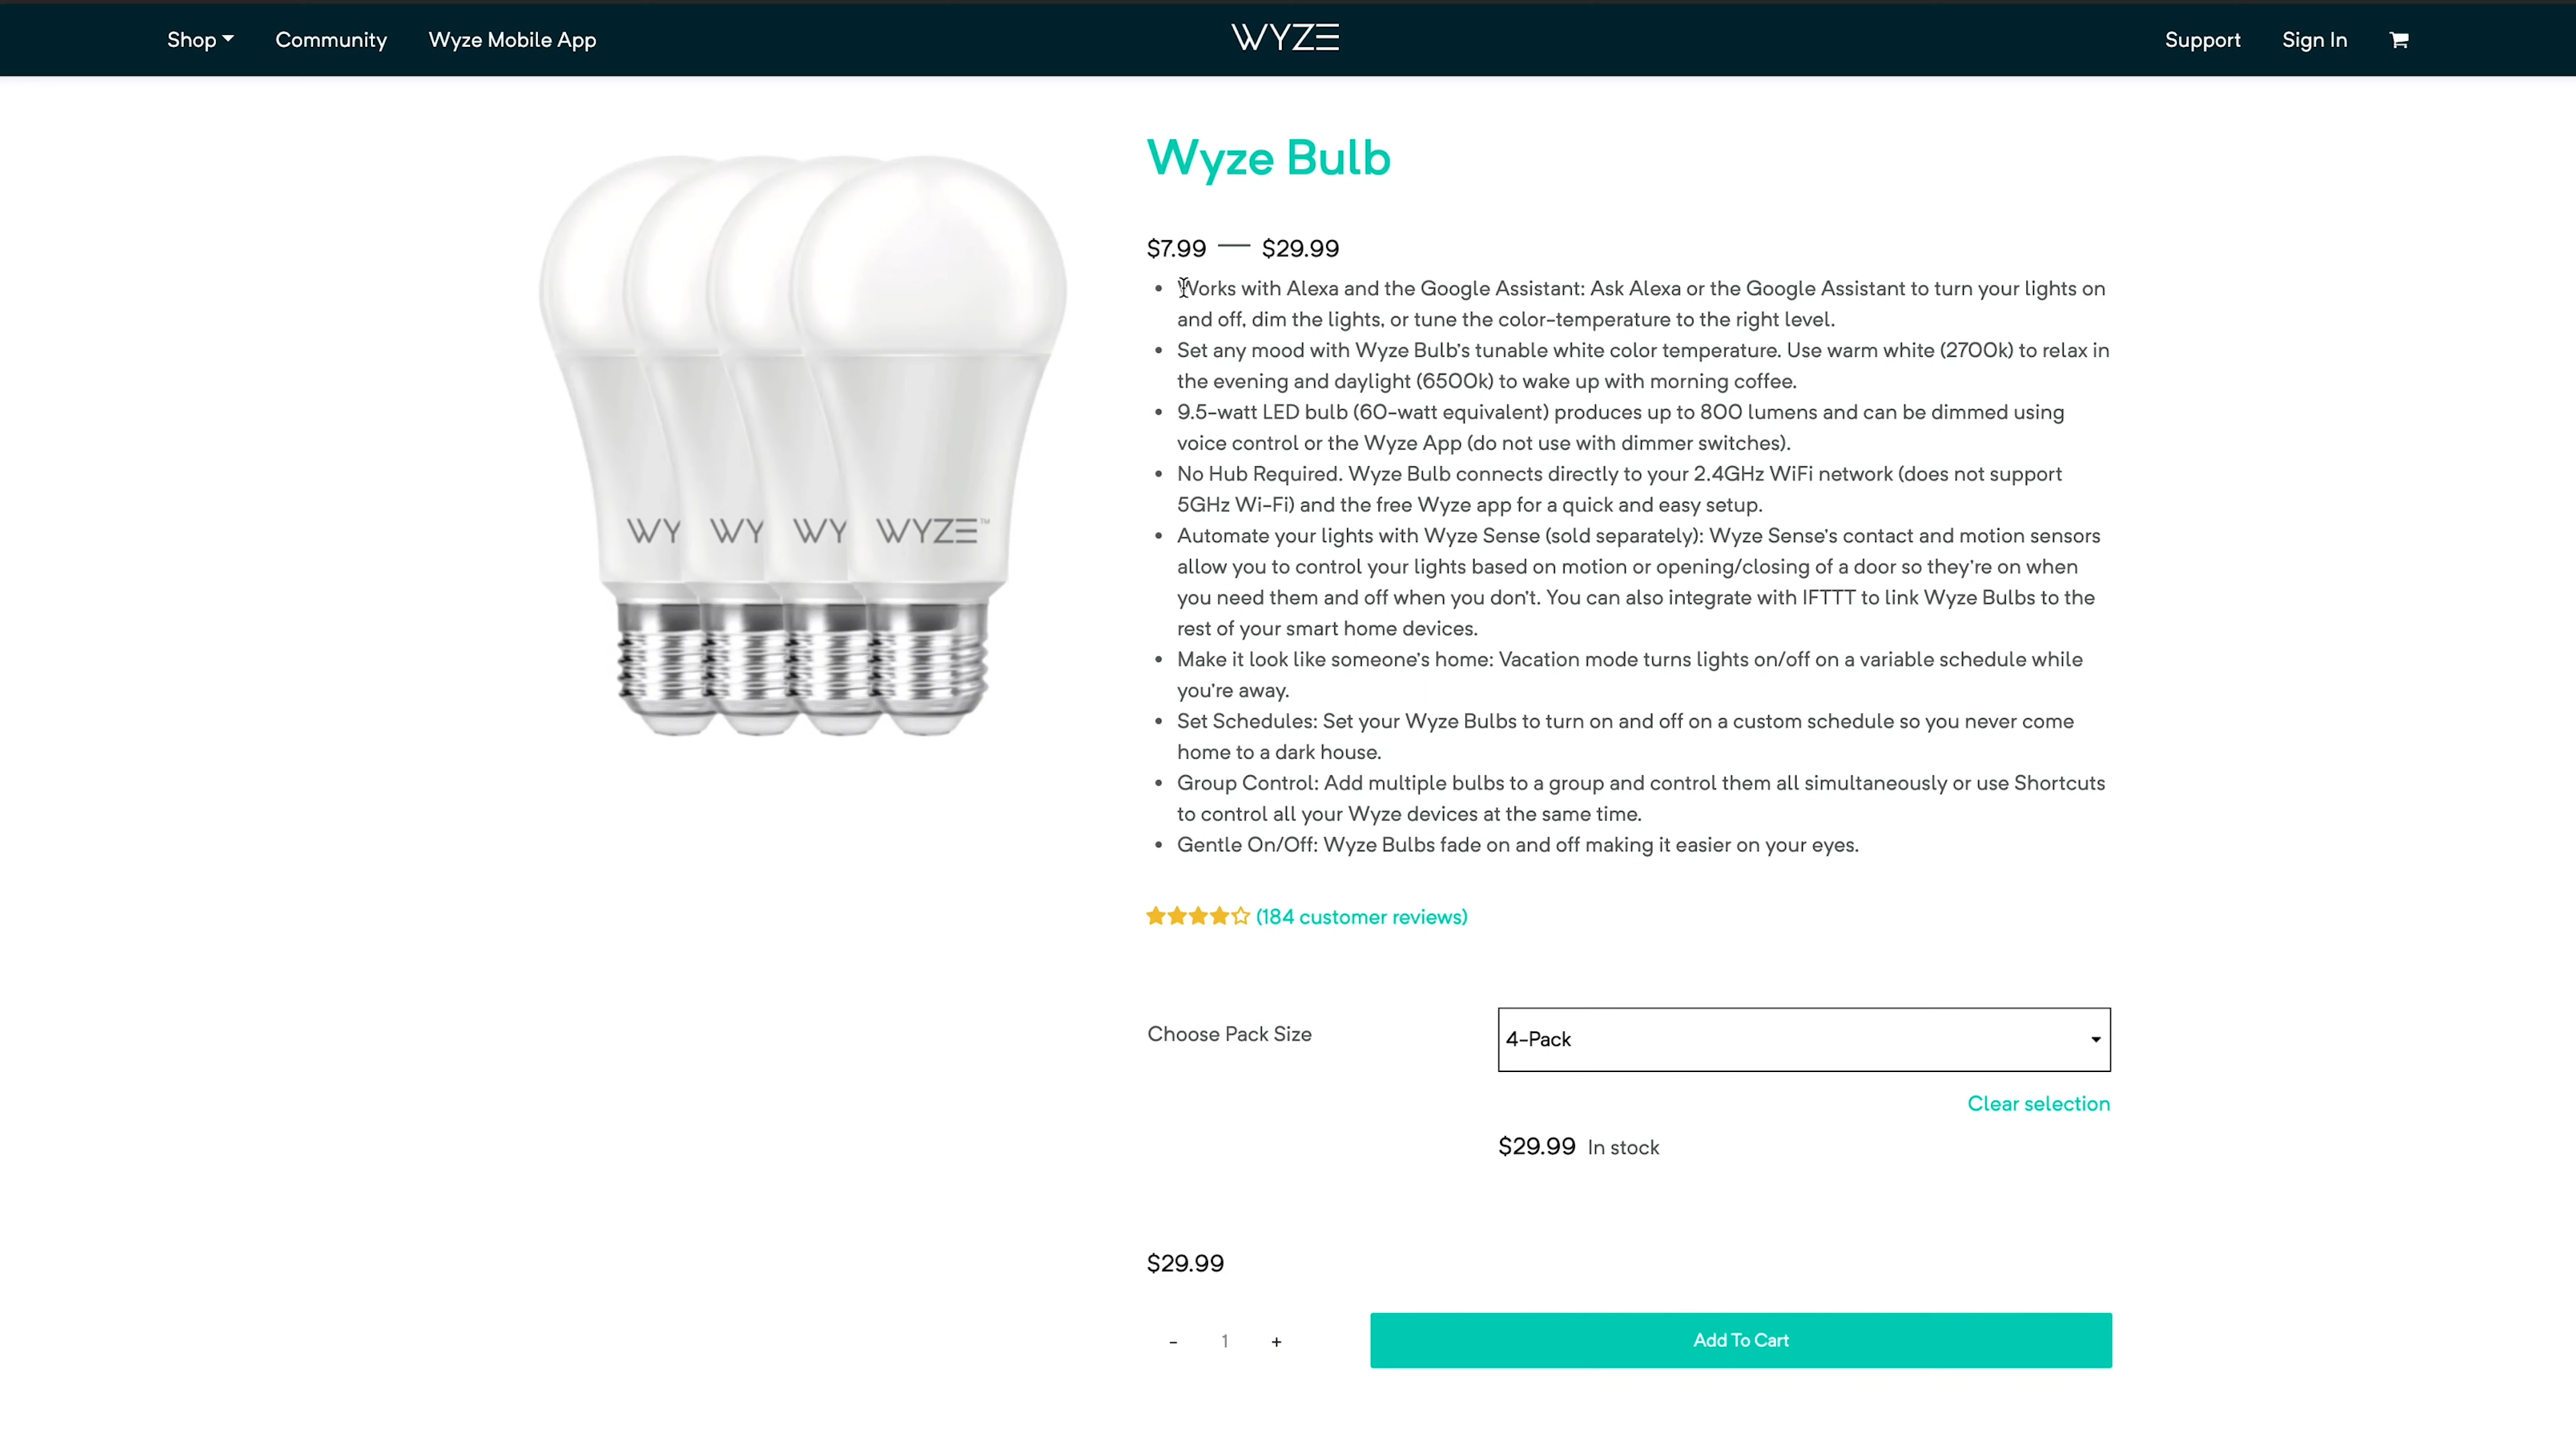 Shop Community Wyze Mobile App WYZE Support Sign In
Wyze Bulb
$7.99 — $29.99
Works with Alexa and the Google Assistant: Ask Alexa or the Google Assistant to turn your lights on
and off, dim the lights, or tune the color-temperature to the right level.
Set any mood with Wyze Bulb's tunable white color temperature. Use warm white (2700k) to relax in
the evening and daylight (6500k) to wake up with morning coffee.
9.5-watt LED bulb (60-watt equivalent) produces up to 800 lumens and can be dimmed using
voice control or the Wyze App (do not use with dimmer switches).
No Hub Required. Wyze Bulb connects directly to your 2.4GHz WiFi network (does not support
5GHz Wi-Fi) and the free Wyze app for a quick and easy setup.
Automate your lights with Wyze Sense (sold separately): Wyze Sense's contact and motion sensors
allow you to control your lights based on motion or opening/closing of a door so they're on when
you need them and off when you don't. You can also integrate with IFTTT to link Wyze Bulbs to the
rest of your smart home devices.
Make it look like someone's home: Vacation mode turns lights on/off on a variable schedule while
you're away.
Set Schedules: Set your Wyze Bulbs to turn on and off on a custom schedule so you never come
home to a dark house.
Group Control: Add multiple bulbs to a group and control them all simultaneously or use Shortcuts
to control all your Wyze devices at the same time.
Gentle On/Off: Wyze Bulbs fade on and off making it easier on your eyes.
WY WY WY WYZE™
(184 customer reviews)
Choose Pack Size 4-Pack
Clear selection
$29.99 In stock
$29.99
- 1 + Add To Cart